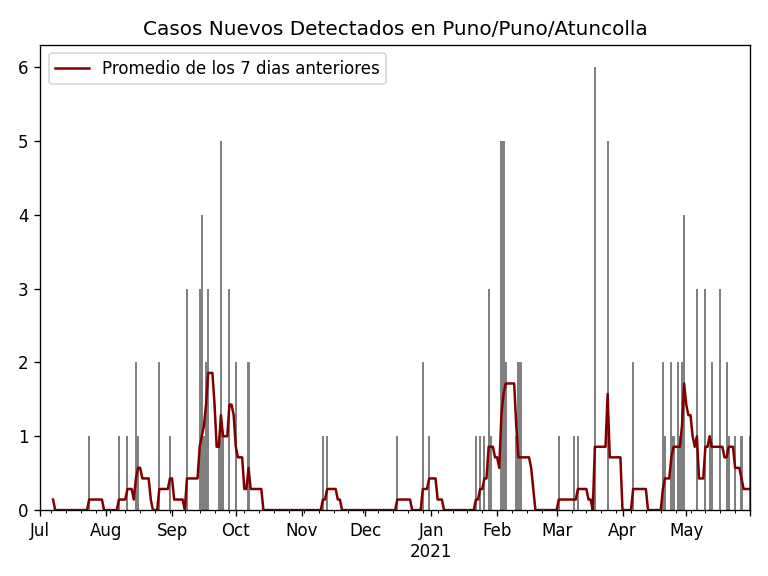 Casos Nuevos Detectados en Puno/Puno/Atuncolla
Promedio de los 7 dias anteriores
6
5
4
3
2
1
0
Jul Aug Sep Oct Nov Dec Jan Feb Mar Apr May
2021